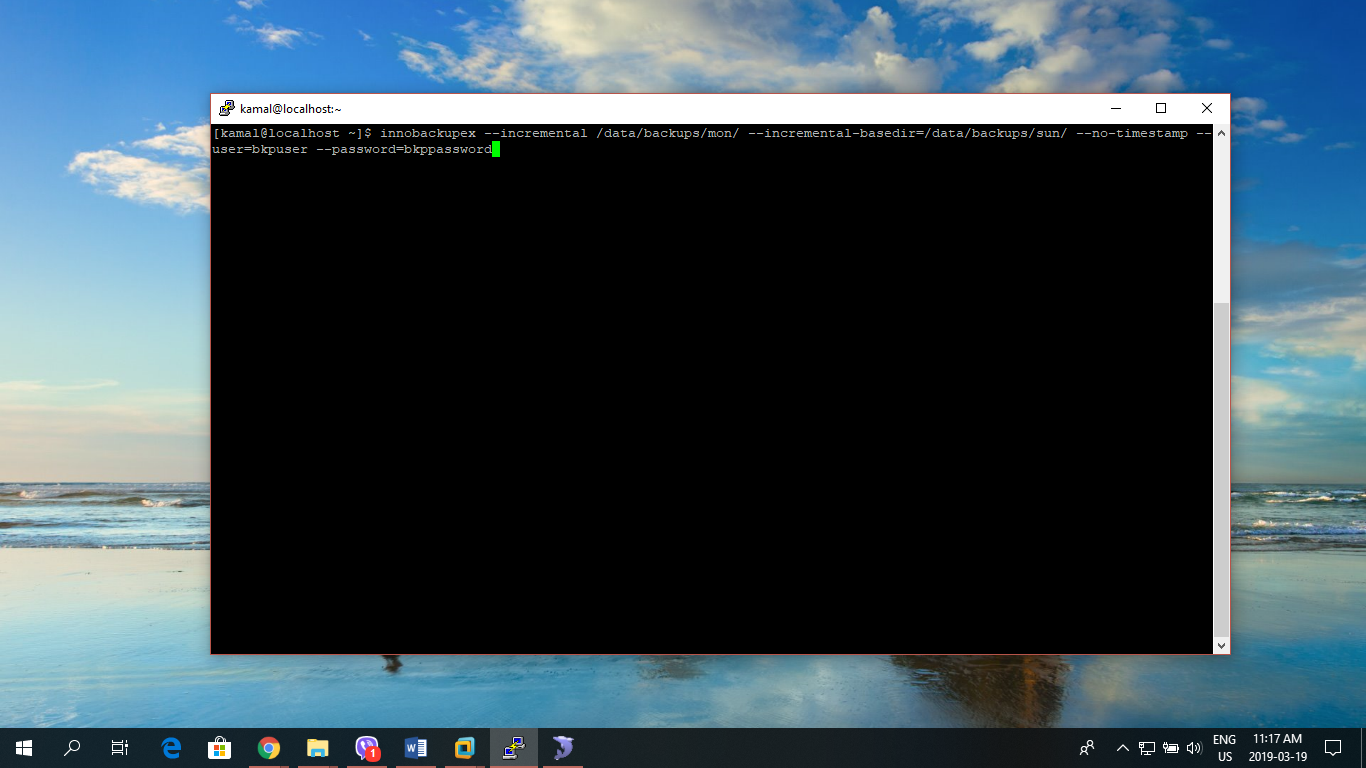 kamal@localhost:~
[kamal@localhost ~]$ innobackupex --incremental /data/backups/mon/ --incremental-basedir=/data/backups/sun/ --no-timestamp --
user=bkpuser --password=bkppassword
1
ENG
US
11:17 AM
2019-03-19